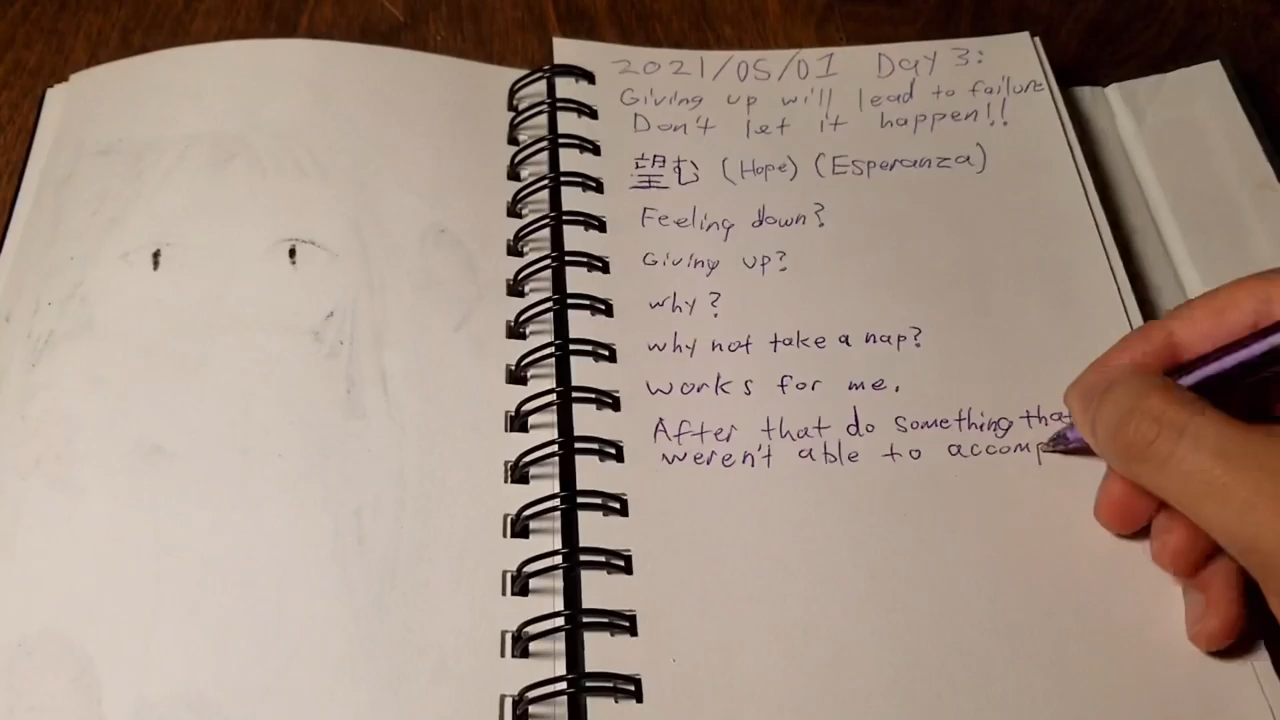 2021/05/01 Day 3:
Giving up will lead to failure
Don't let it happen!!
望む (Hope) (Esperanza)
Feeling down?
Giving up?
why?
why not take a nap?
works for me.
After that do something that
weren't able to accomp